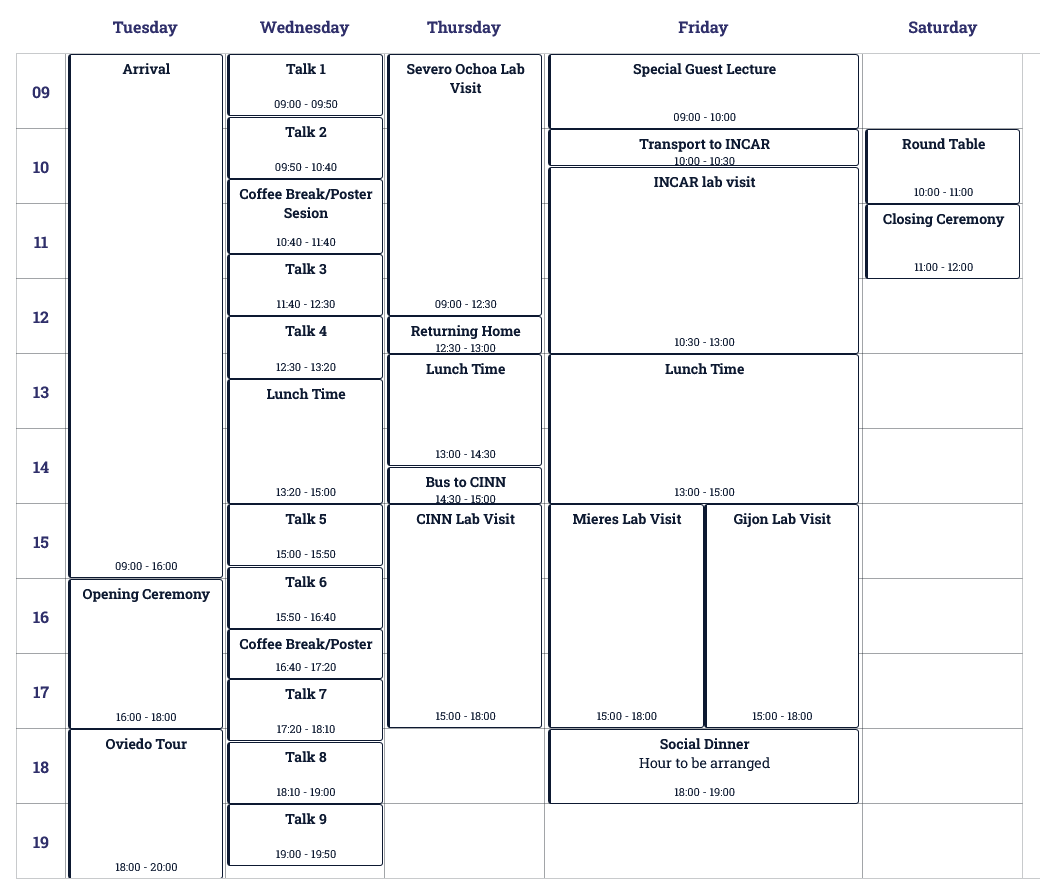 Tuesday
Wednesday
Thursday
Friday
Saturday
09
10
11
12
13
14
15
16
17
18
19
Arrival
09:00 - 16:00
Opening Ceremony
16:00 - 18:00
Oviedo Tour
18:00 - 20:00
Talk 1
09:00 - 09:50
Talk 2
09:50 - 10:40
Coffee Break/Poster
Sesion
10:40 - 11:40
Talk 3
11:40 - 12:30
Talk 4
12:30 - 13:20
Lunch Time
13:20 - 15:00
Talk 5
15:00 - 15:50
Talk 6
15:50 - 16:40
Coffee Break/Poster
16:40 - 17:20
Talk 7
17:20 - 18:10
Talk 8
18:10 - 19:00
Talk 9
19:00 - 19:50
Severo Ochoa Lab
Visit
09:00 - 12:30
Returning Home
12:30 - 13:00
Lunch Time
13:00 - 14:30
Bus to CINN
14:30 - 15:00
CINN Lab Visit
15:00 - 18:00
Special Guest Lecture
09:00 - 10:00
Transport to INCAR
10:00 - 10:30
INCAR lab visit
10:30 - 13:00
Lunch Time
13:00 - 15:00
Mieres Lab Visit
15:00 - 18:00
Gijon Lab Visit
15:00 - 18:00
Social Dinner
Hour to be arranged
18:00 - 19:00
Round Table
10:00 - 11:00
Closing Ceremony
11:00 - 12:00